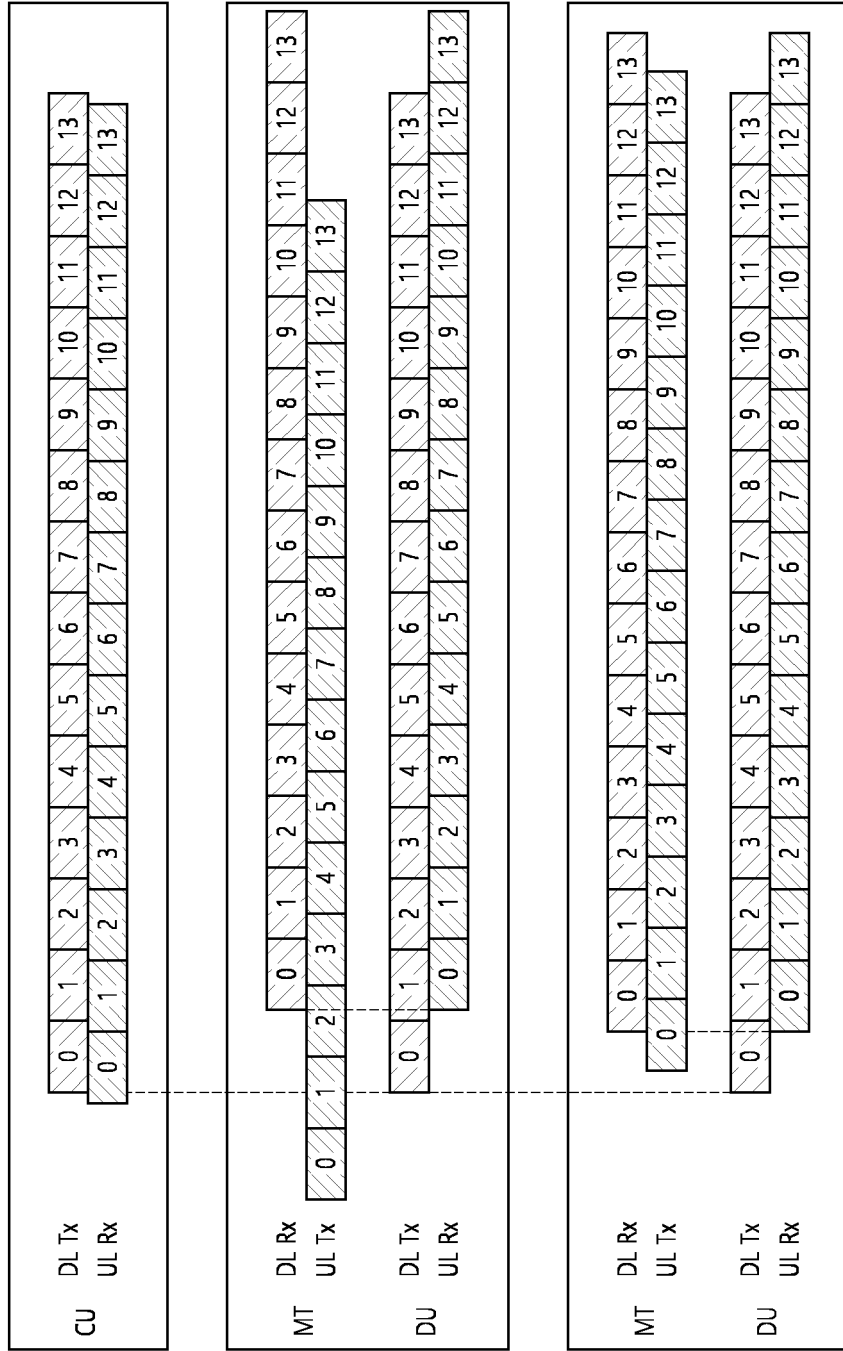 CU
DL Tx 0 1 2 3 4 5 6 7 8 9 10 11 12 13
UL Rx 0 1 2 3 4 5 6 7 8 9 10 11 12 13
MT
DL Rx 0 1 2 3 4 5 6 7 8 9 10 11 12 13
UL Tx 0 1 2 3 4 5 6 7 8 9 10 11 12 13
DU
DL Tx 0 1 2 3 4 5 6 7 8 9 10 11 12 13
UL Rx 0 1 2 3 4 5 6 7 8 9 10 11 12 13
MT
DL Rx 0 1 2 3 4 5 6 7 8 9 10 11 12 13
UL Tx 0 1 2 3 4 5 6 7 8 9 10 11 12 13
DU
DL Tx 0 1 2 3 4 5 6 7 8 9 10 11 12 13
UL Rx 0 1 2 3 4 5 6 7 8 9 10 11 12 13